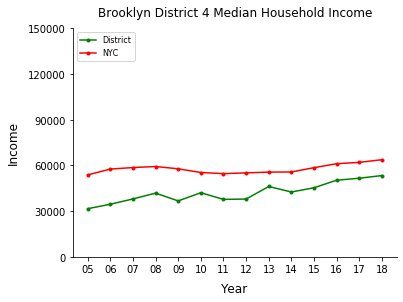 Brooklyn District 4 Median Household Income
150000
120000
90000
60000
30000
0
District
NYC
Income
05 06 07 08 09 10 11 12 13 14 15 16 17 18
Year